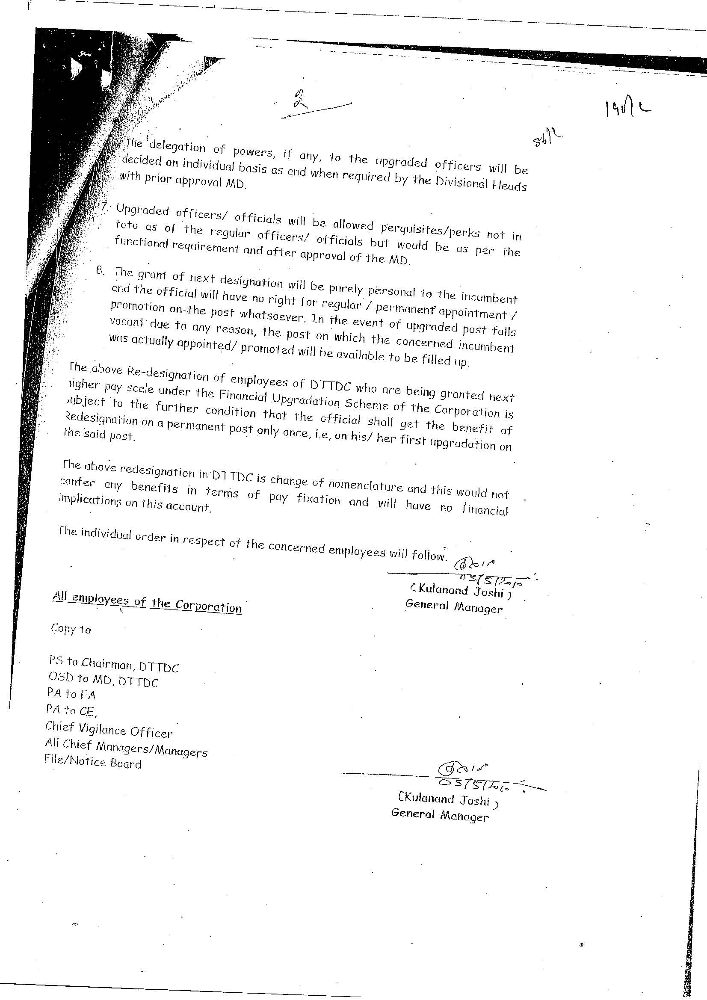 2
190/C
86/C
The delegation of powers, if any, to the upgraded officers will be
decided on individual basis as and when required by the Divisional Heads
with prior approval MD.
7. Upgraded officers/ officials will be allowed perquisites/perks not in
toto as of the regular officers/ officials but would be as per the
functional requirement and after approval of the MD.
8. The grant of next designation will be purely personal to the incumbent
and the official will have no right for regular / permanent appointment /
promotion on the post whatsoever. In the event of upgraded post falls
vacant due to any reason, the post on which the concerned incumbent
was actually appointed/ promoted will be available to be filled up.
The above Re-designation of employees of DTTDC who are being granted next
higher pay scale under the Financial Upgradation Scheme of the Corporation is
subject to the further condition that the official shall get the benefit of
Redesignation on a permanent post only once, i.e, on his/ her first upgradation on
the said post.
The above redesignation in DTTDC is change of nomenclature and this would not
confer any benefits in terms of pay fixation and will have no financial
implications on this account.
The individual order in respect of the concerned employees will follow.
05/5/2010
(Kulanand Joshi)
General Manager
All employees of the Corporation
Copy to
PS to Chairman, DTTDC
OSD to MD, DTTDC
PA to FA
PA to CE,
Chief Vigilance Officer
All Chief Managers/Managers
File/Notice Board
05/5/2010
(Kulanand Joshi)
General Manager